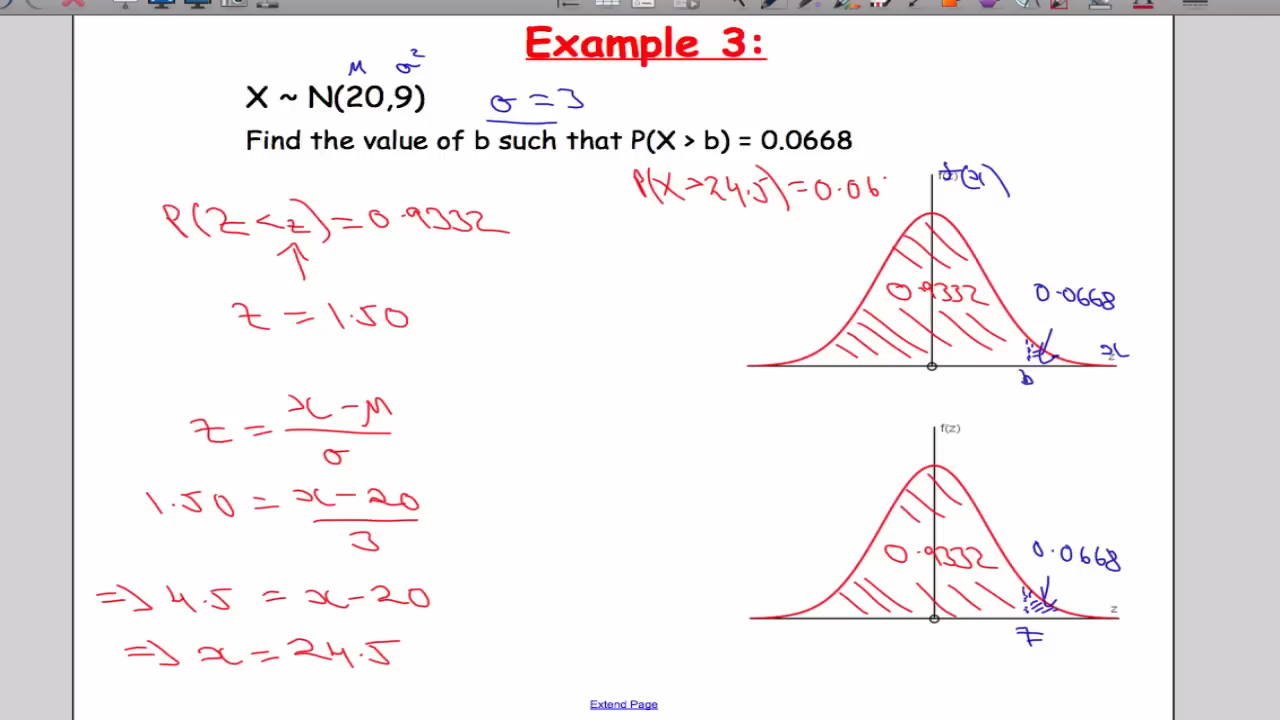 Example 3:
μ σ²
X ~ N(20,9) σ = 3
Find the value of b such that P(X > b) = 0.0668
P(X > 24.5) = 0.06
f(x)
P(Z < z) = 0.9332
0.9332
0.0668
z = 1.50
x
b
z = x - μ / σ
f(z)
1.50 = x - 20 / 3
0.9332
0.0668
⇒ 4.5 = x - 20
z
z
⇒ x = 24.5
Extend Page